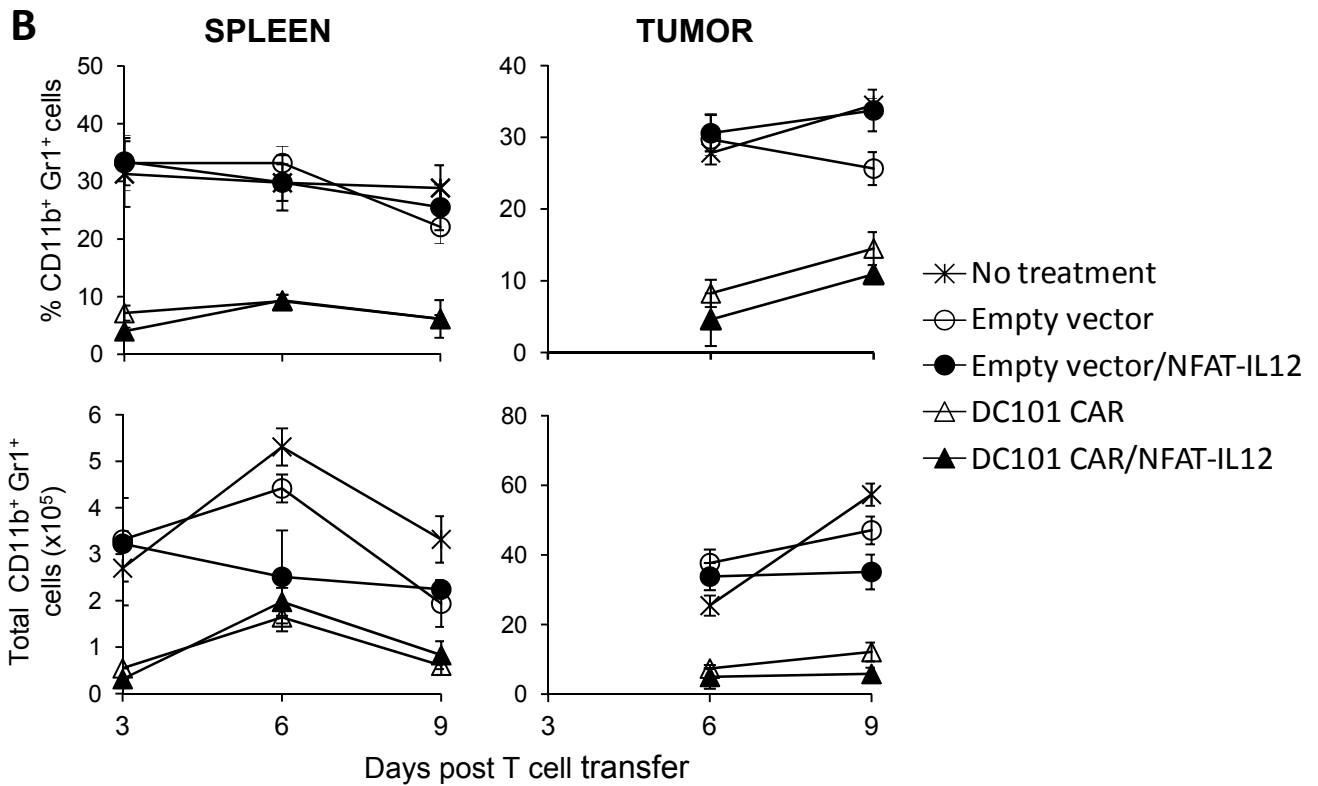 B
SPLEEN
TUMOR
% CD11b⁺ Gr1⁺ cells
50
40
30
20
10
0
40
30
20
10
0
No treatment
Empty vector
Empty vector/NFAT-IL12
DC101 CAR
DC101 CAR/NFAT-IL12
Total CD11b⁺ Gr1⁺
cells (x10⁵)
6
5
4
3
2
1
0
3
6
9
80
60
40
20
0
3
6
9
Days post T cell transfer